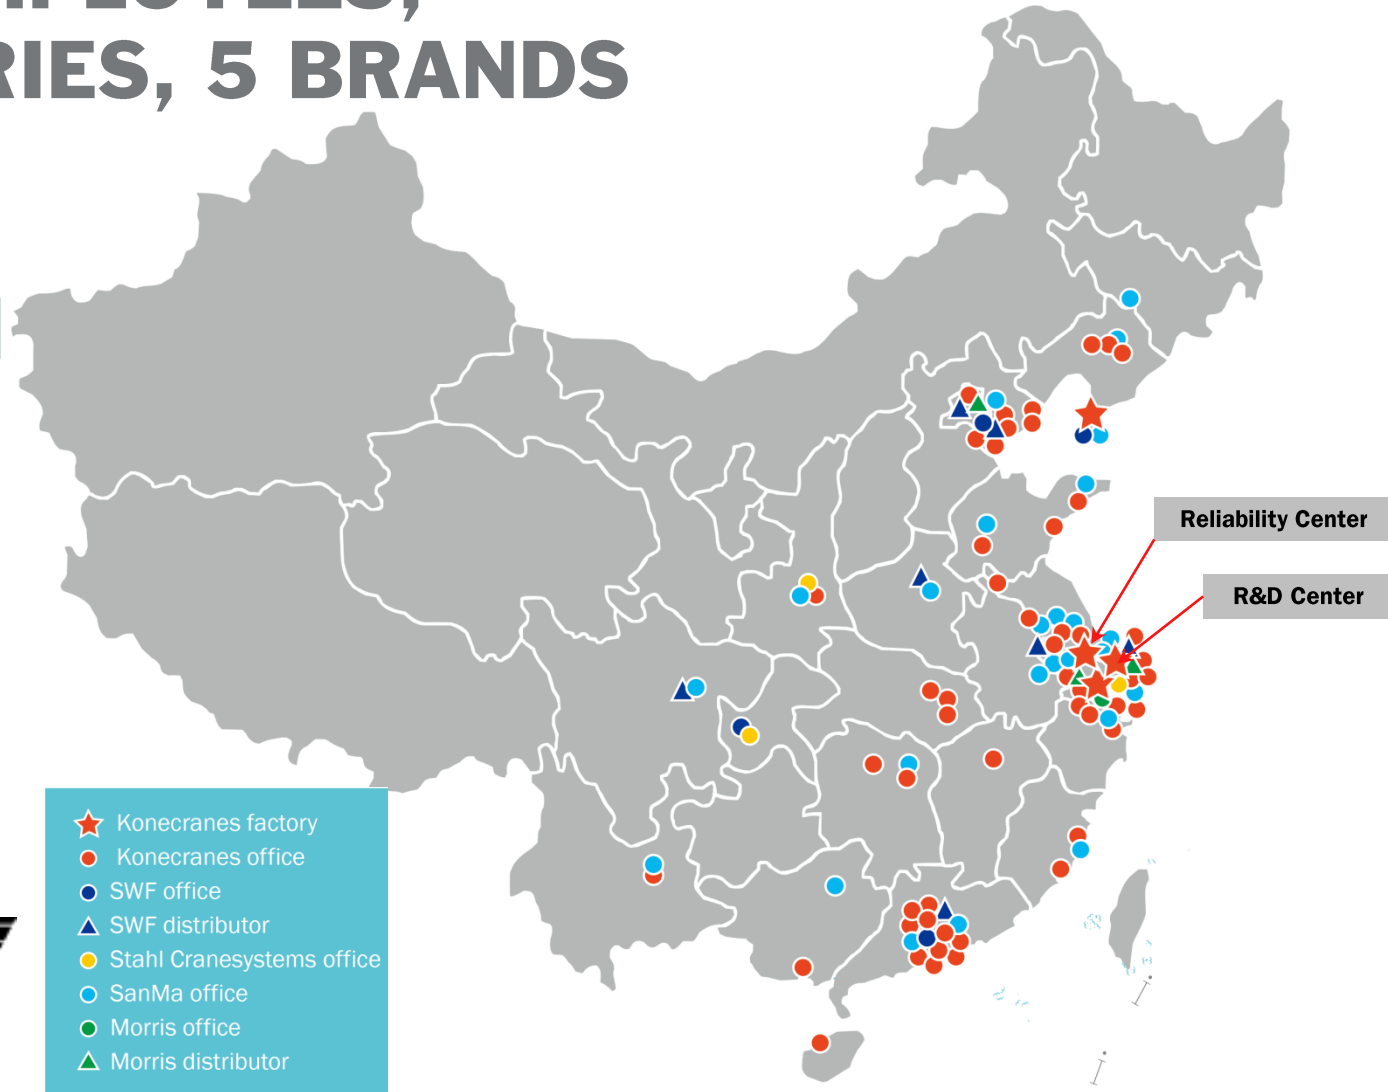 RIES, 5 BRANDS
Reliability Center
R&D Center
Konecranes factory
Konecranes office
SWF office
SWF distributor
Stahl Cranesystems office
SanMa office
Morris office
Morris distributor